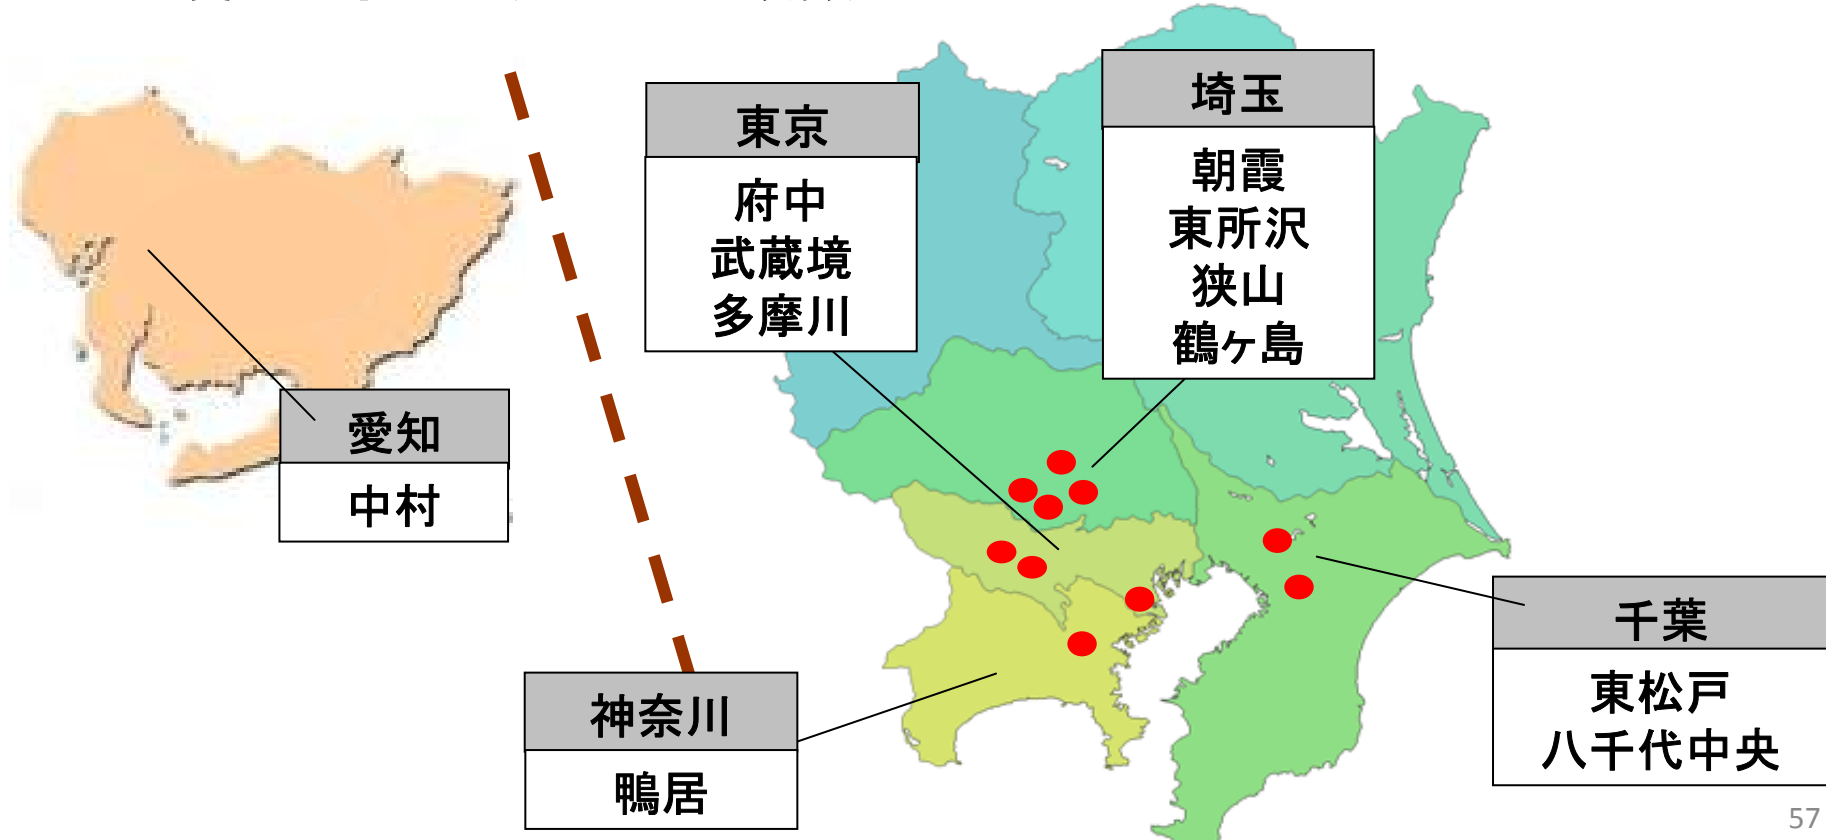 東京
府中
武蔵境
多摩川
埼玉
朝霞
東所沢
狭山
鶴ヶ島
愛知
中村
神奈川
鴨居
千葉
東松戸
八千代中央
57